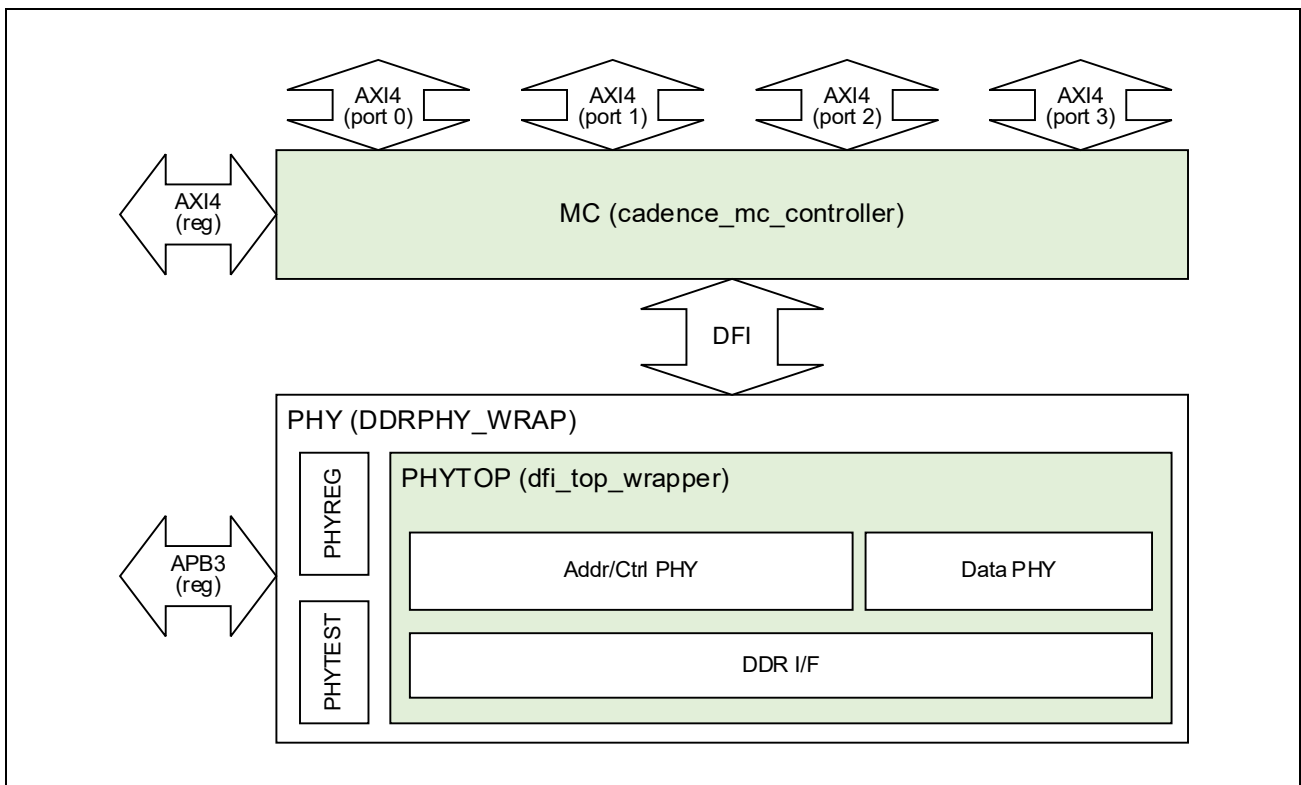 AXI4
(port 0)
AXI4
(port 1)
AXI4
(port 2)
AXI4
(port 3)
AXI4
(reg)
MC (cadence_mc_controller)
DFI
PHY (DDRPHY_WRAP)
PHYREG
PHYTOP (dfi_top_wrapper)
APB3
(reg)
Addr/Ctrl PHY
Data PHY
PHYTEST
DDR I/F